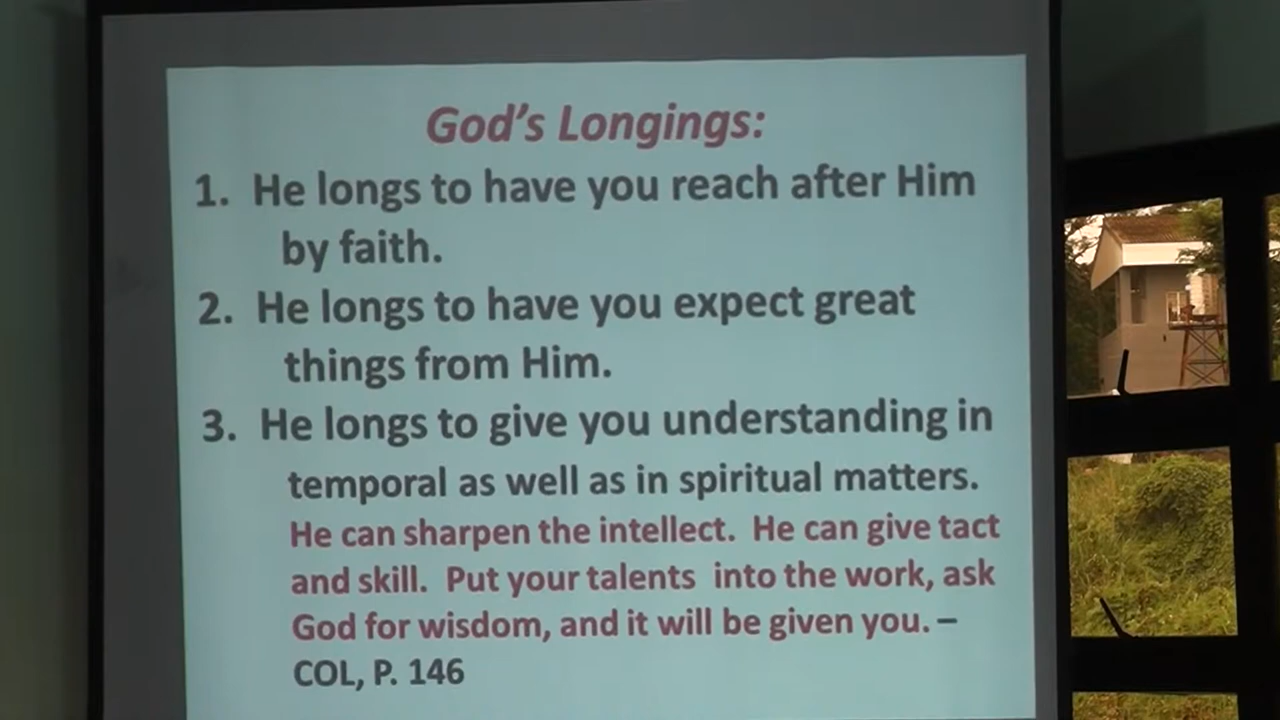 God's Longings:
1. He longs to have you reach after Him
by faith.
2. He longs to have you expect great
things from Him.
3. He longs to give you understanding in
temporal as well as in spiritual matters.
He can sharpen the intellect. He can give tact
and skill. Put your talents into the work, ask
God for wisdom, and it will be given you. –
COL, P. 146